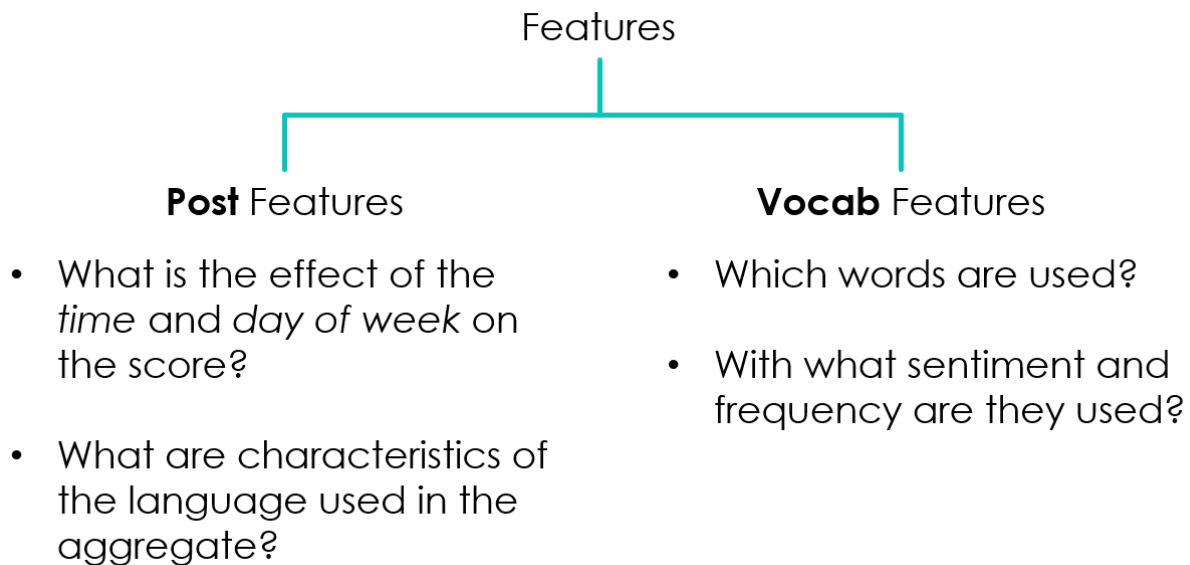 Features
Post Features
• What is the effect of the
time and day of week on
the score?
• What are characteristics of
the language used in the
aggregate?
Vocab Features
• Which words are used?
• With what sentiment and
frequency are they used?